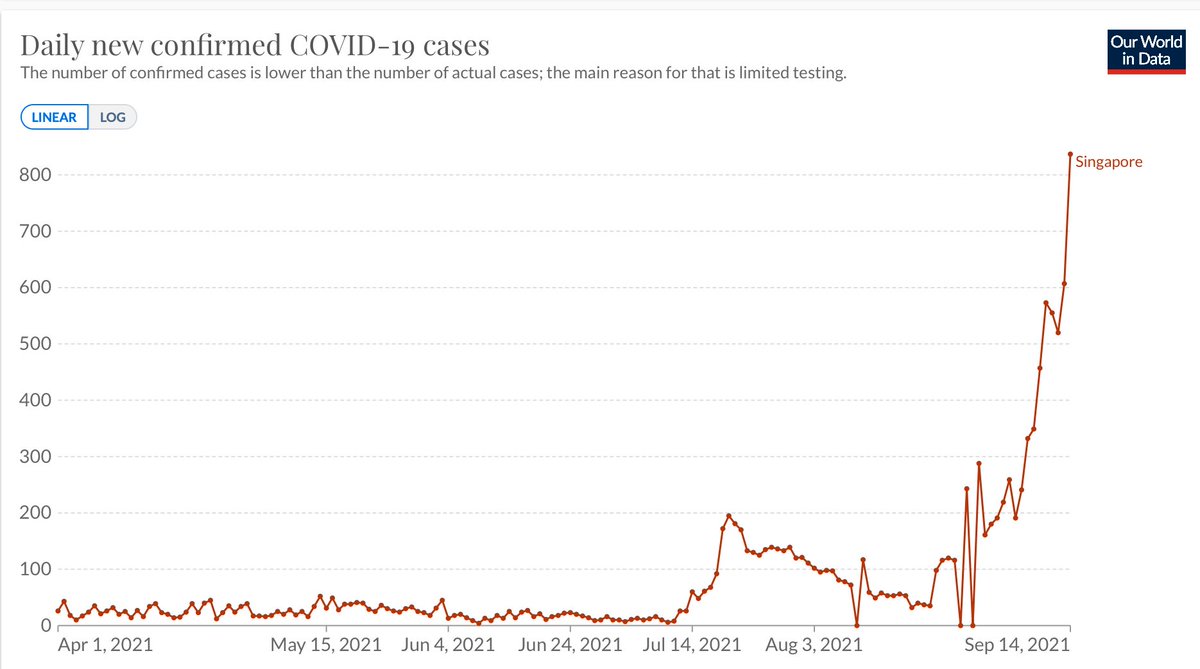 Daily new confirmed COVID-19 cases
Our World
in Data
The number of confirmed cases is lower than the number of actual cases; the main reason for that is limited testing.
LINEAR LOG
Singapore
800
700
600
500
400
300
200
100
0
Apr 1, 2021 May 15, 2021 Jun 4, 2021 Jun 24, 2021 Jul 14, 2021 Aug 3, 2021 Sep 14, 2021